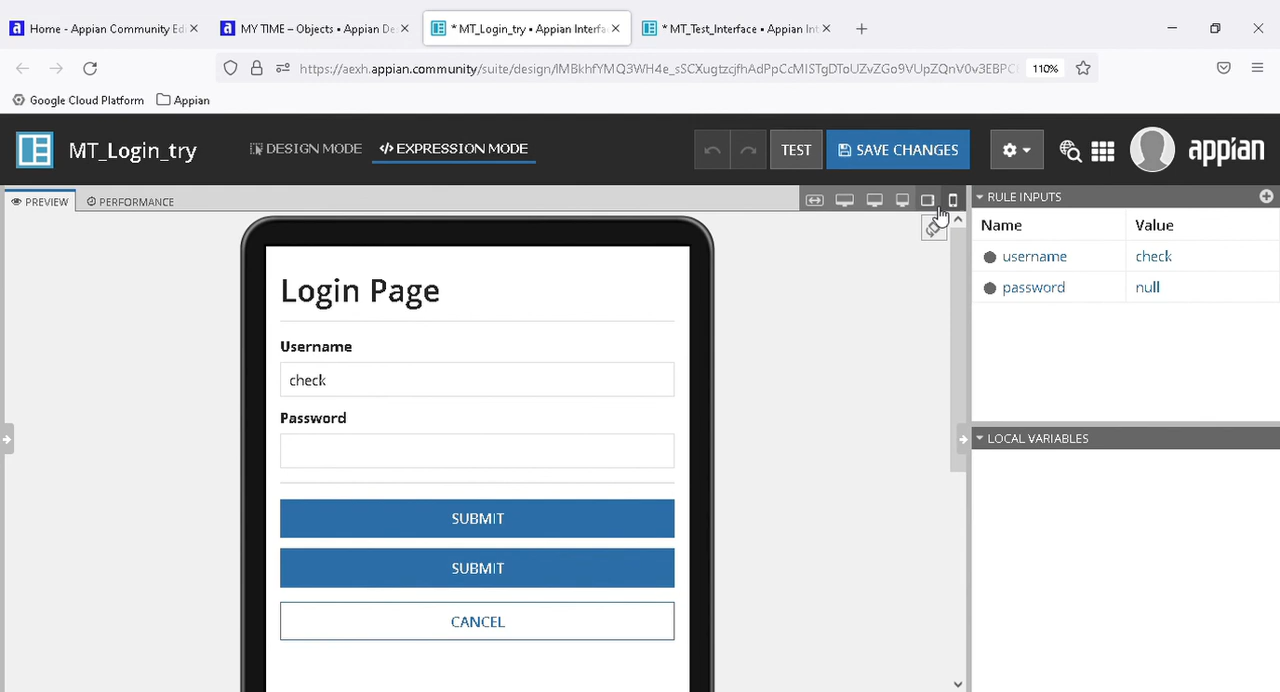 Home - Appian Community Ed
MY TIME – Objects • Appian De
* MT_Login_try • Appian Interfa
* MT_Test_Interface • Appian Int
https://aexh.appian.community/suite/design/
110%
Google Cloud Platform
Appian
MT_Login_try
DESIGN MODE
EXPRESSION MODE
TEST
SAVE CHANGES
appian
PREVIEW
PERFORMANCE
RULE INPUTS
Name
Value
username
check
password
null
LOCAL VARIABLES
Login Page
Username
check
Password
SUBMIT
SUBMIT
CANCEL